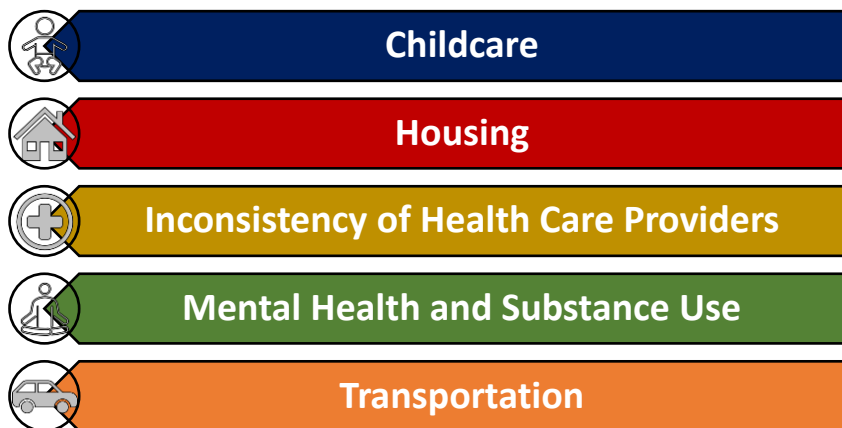 Childcare
Housing
Inconsistency of Health Care Providers
Mental Health and Substance Use
Transportation